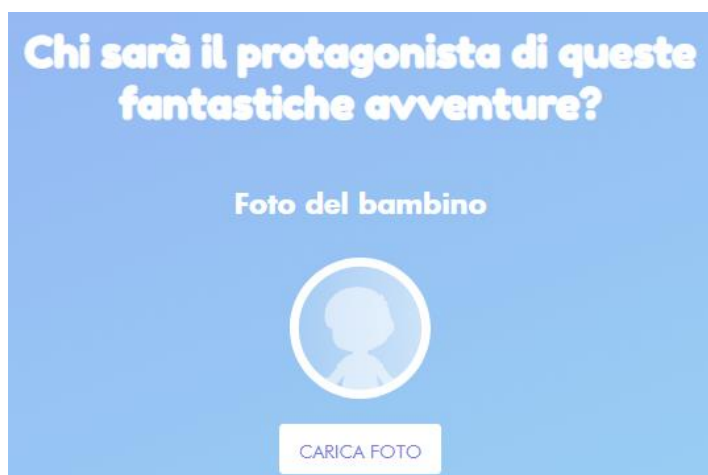 Chi sarà il protagonista di queste
fantastiche avventure?
Foto del bambino
CARICA FOTO